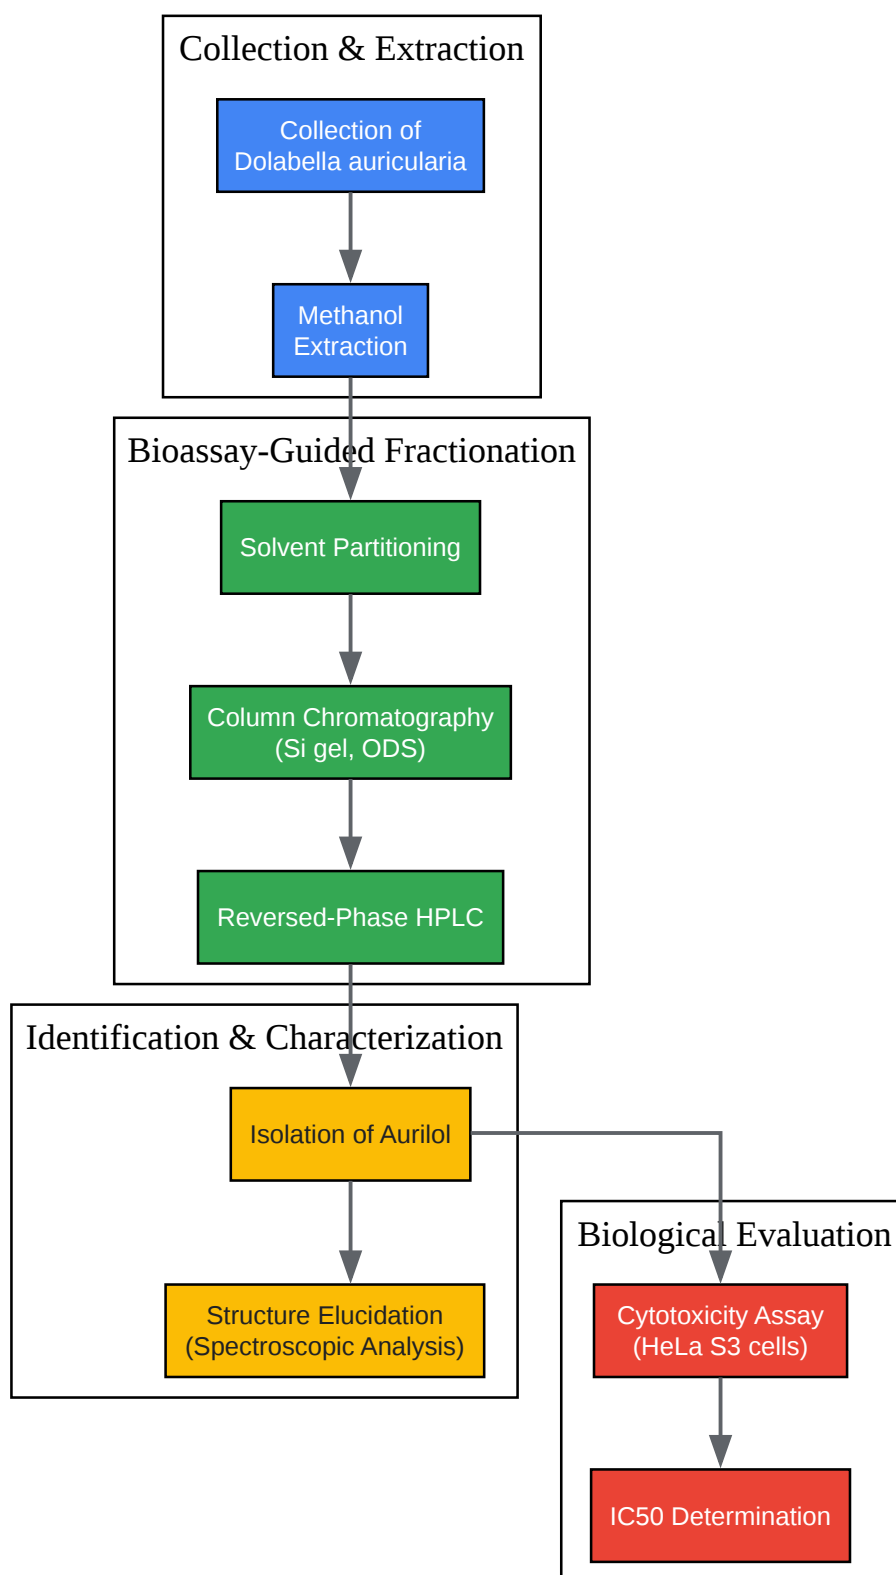 Collection & Extraction
Collection of
Dolabella auricularia
Methanol
Extraction
Bioassay-Guided Fractionation
Solvent Partitioning
Column Chromatography
(Si gel, ODS)
Reversed-Phase HPLC
Identification & Characterization
Isolation of Aurilol
Structure Elucidation
(Spectroscopic Analysis)
Biological Evaluation
Cytotoxicity Assay
(HeLa S3 cells)
IC50 Determination